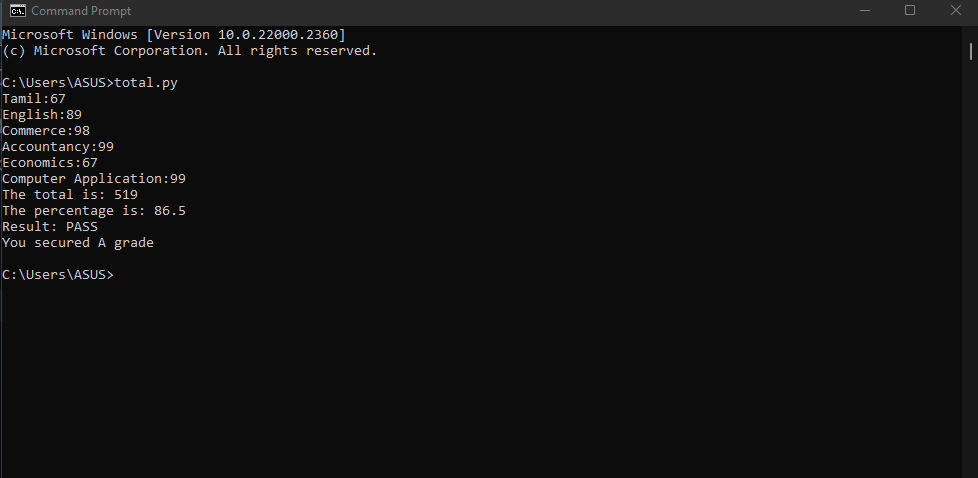 Command Prompt
Microsoft Windows [Version 10.0.22000.2360]
(c) Microsoft Corporation. All rights reserved.
C:\Users\ASUS>total.py
Tamil:67
English:89
Commerce:98
Accountancy:99
Economics:67
Computer Application:99
The total is: 519
The percentage is: 86.5
Result: PASS
You secured A grade
C:\Users\ASUS>